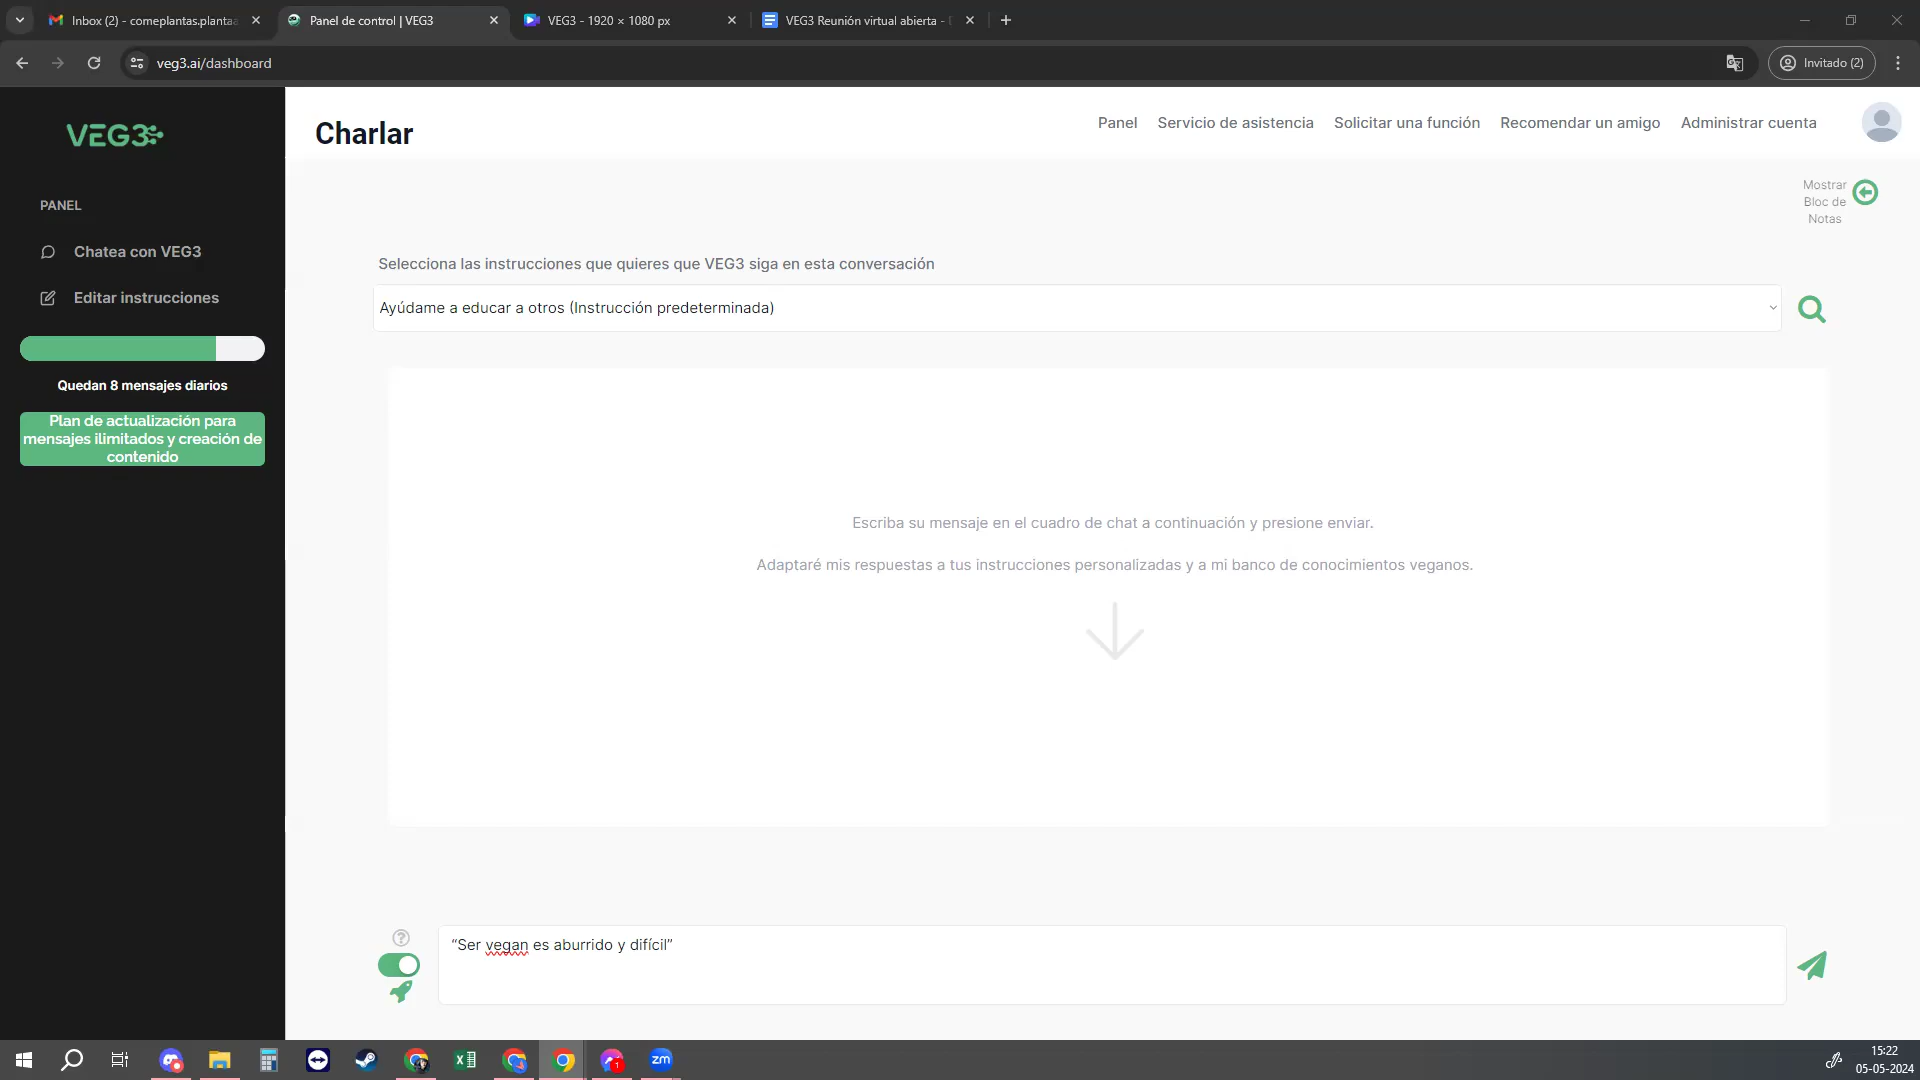 Inbox (2) - comeplantas.planta
Panel de control | VEG3
VEG3 - 1920 × 1080 px
VEG3 Reunión virtual abierta -
veg3.ai/dashboard
Invitado (2)
VEG3
PANEL
Chatea con VEG3
Editar instrucciones
Quedan 8 mensajes diarios
Plan de actualización para
mensajes ilimitados y creación de
contenido
Charlar
Panel
Servicio de asistencia
Solicitar una función
Recomendar un amigo
Administrar cuenta
Mostrar
Bloc de
Notas
Selecciona las instrucciones que quieres que VEG3 siga en esta conversación
Ayúdame a educar a otros (Instrucción predeterminada)
Escriba su mensaje en el cuadro de chat a continuación y presione enviar.
Adaptaré mis respuestas a tus instrucciones personalizadas y a mi banco de conocimientos veganos.
“Ser vegan es aburrido y difícil”
zm
1
15:22
05-05-2024